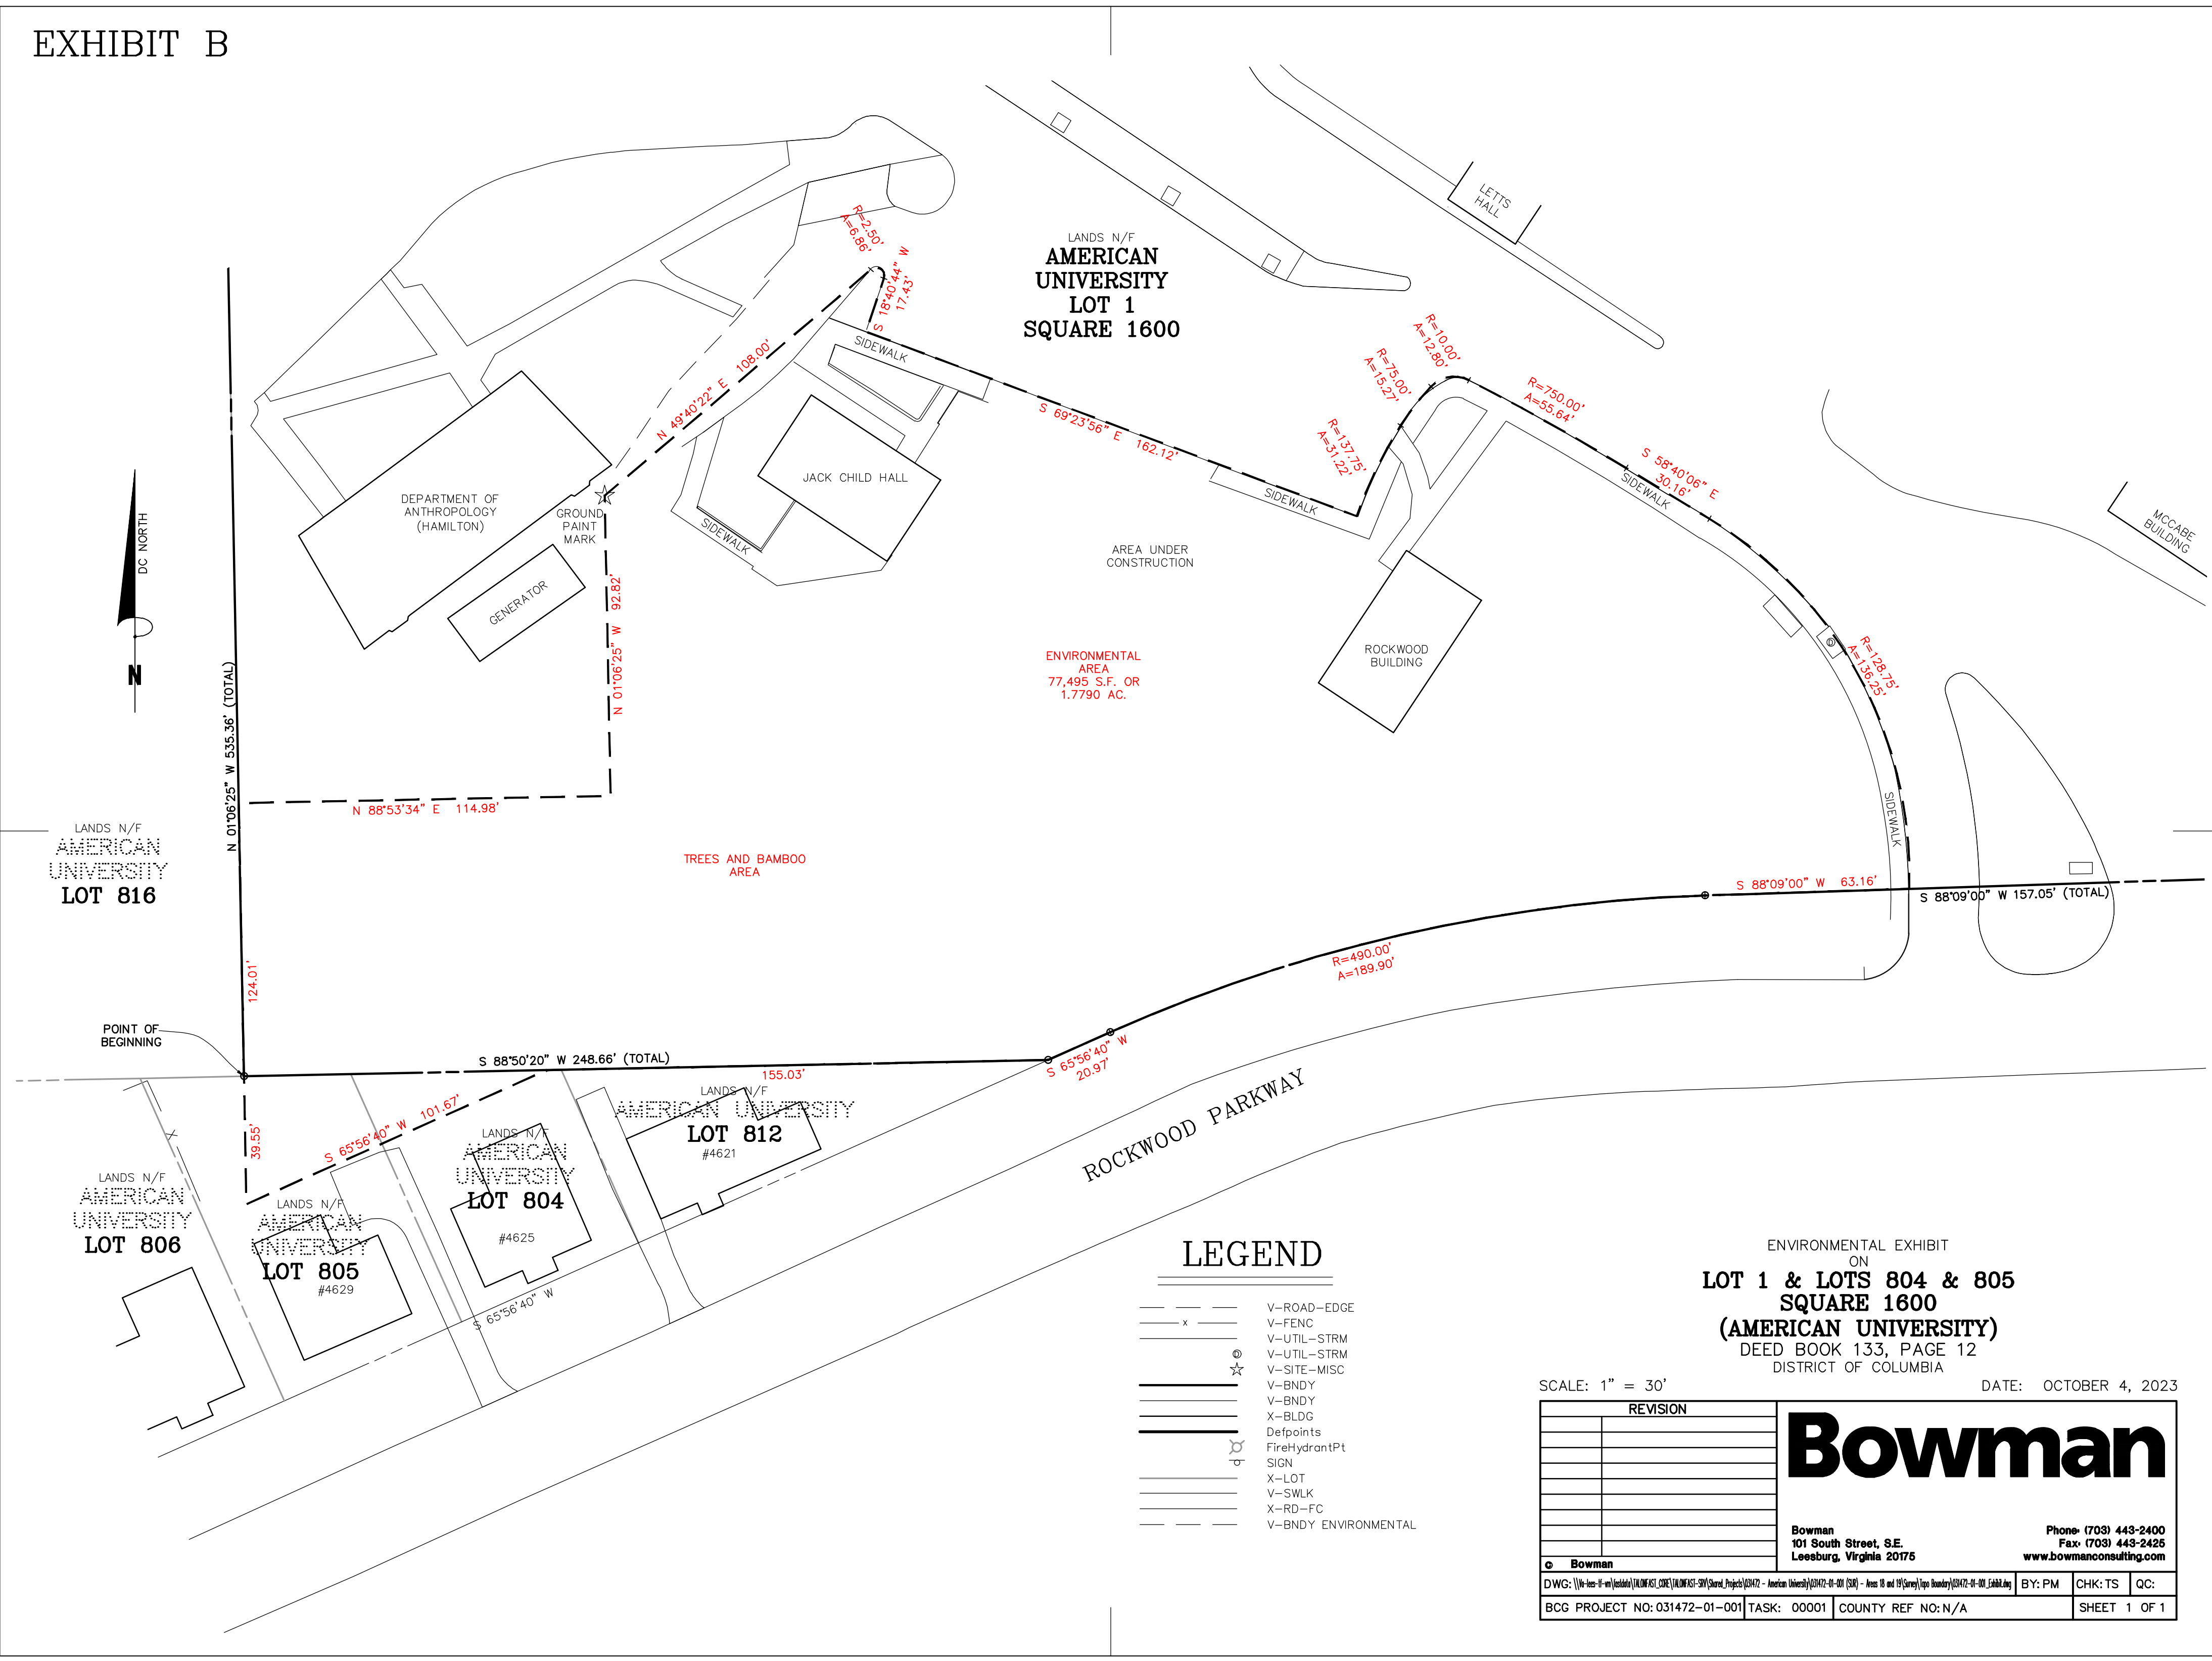 EXHIBIT B
LETTS
HALL
LANDS N/F
AMERICAN
UNIVERSITY
LOT 1
SQUARE 1600
R=2.50'
A=6.86'
S 18°40'44" W
17.43'
N 49°40'22" E 108.00'
SIDEWALK
S 69°23'56" E 162.12'
R=10.00'
A=12.80'
R=75.00'
A=15.27'
R=137.75'
A=31.22'
R=750.00'
A=55.64'
S 58°40'06" E
30.16'
SIDEWALK
SIDEWALK
MCCABE
BUILDING
DC NORTH
N
DEPARTMENT OF
ANTHROPOLOGY
(HAMILTON)
GROUND
PAINT
MARK
GENERATOR
JACK CHILD HALL
SIDEWALK
AREA UNDER
CONSTRUCTION
ROCKWOOD
BUILDING
N 01°06'25" W 92.82'
ENVIRONMENTAL
AREA
77,495 S.F. OR
1.7790 AC.
R=128.75'
A=136.25'
SIDEWALK
N 01°06'25" W 535.36' (TOTAL)
N 88°53'34" E 114.98'
TREES AND BAMBOO
AREA
LANDS N/F
AMERICAN
UNIVERSITY
LOT 816
S 88°09'00" W 63.16'
S 88°09'00" W 157.05' (TOTAL)
R=490.00'
A=189.90'
124.01'
POINT OF
BEGINNING
S 88°50'20" W 248.66' (TOTAL)
155.03'
S 65°56'40" W
20.97'
39.55'
S 65°56'40" W 101.67'
ROCKWOOD PARKWAY
LANDS N/F
AMERICAN UNIVERSITY
LOT 812
#4621
LANDS N/F
AMERICAN
UNIVERSITY
LOT 804
#4625
LANDS N/F
AMERICAN
UNIVERSITY
LOT 805
#4629
LANDS N/F
AMERICAN
UNIVERSITY
LOT 806
S 65°56'40" W
LEGEND
V-ROAD-EDGE
x V-FENC
V-UTIL-STRM
V-UTIL-STRM
V-SITE-MISC
V-BNDY
V-BNDY
X-BLDG
Defpoints
FireHydrantPt
SIGN
X-LOT
V-SWLK
X-RD-FC
V-BNDY ENVIRONMENTAL
ENVIRONMENTAL EXHIBIT
ON
LOT 1 & LOTS 804 & 805
SQUARE 1600
(AMERICAN UNIVERSITY)
DEED BOOK 133, PAGE 12
DISTRICT OF COLUMBIA
SCALE: 1" = 30'
DATE: OCTOBER 4, 2023
REVISION
© Bowman
Bowman
Bowman
101 South Street, S.E.
Leesburg, Virginia 20175
Phone: (703) 443-2400
Fax: (703) 443-2425
www.bowmanconsulting.com
DWG:
BY: PM
CHK: TS
QC:
BCG PROJECT NO: 031472-01-001
TASK: 00001
COUNTY REF NO: N/A
SHEET 1 OF 1